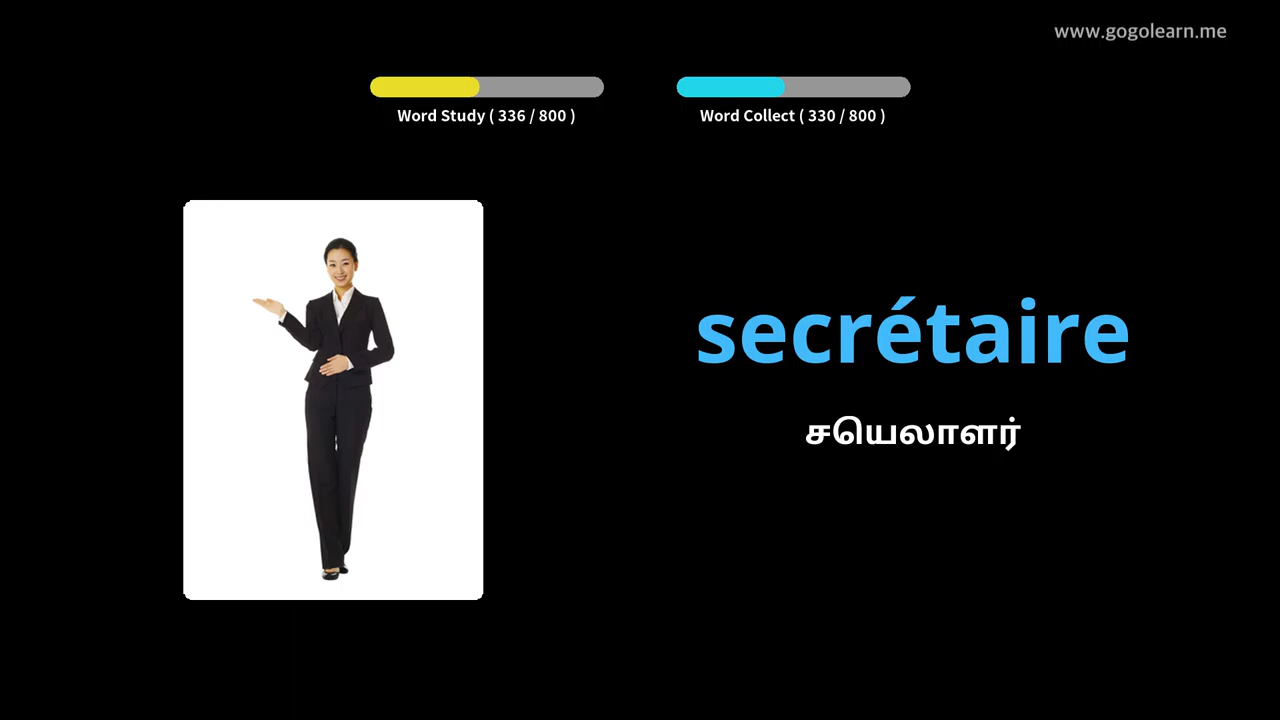 www.gogolearn.me
Word Study ( 336 / 800 )
Word Collect ( 330 / 800 )
secrétaire
சயெலாளர்